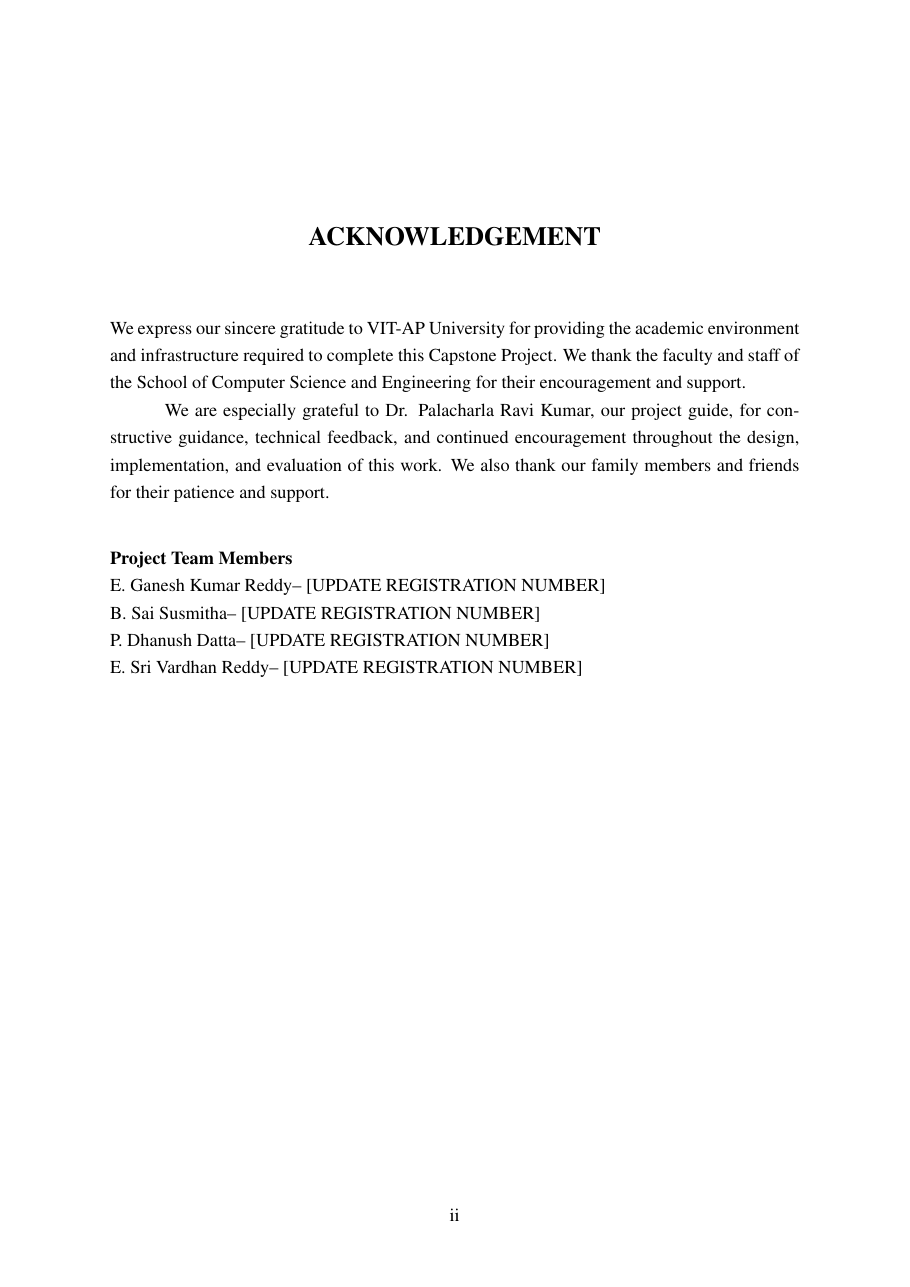 ACKNOWLEDGEMENT
We express our sincere gratitude to VIT-AP University for providing the academic environment
and infrastructure required to complete this Capstone Project. We thank the faculty and staff of
the School of Computer Science and Engineering for their encouragement and support.
We are especially grateful to Dr. Palacharla Ravi Kumar, our project guide, for con-
structive guidance, technical feedback, and continued encouragement throughout the design,
implementation, and evaluation of this work. We also thank our family members and friends
for their patience and support.
Project Team Members
E. Ganesh Kumar Reddy– [UPDATE REGISTRATION NUMBER]
B. Sai Susmitha– [UPDATE REGISTRATION NUMBER]
P. Dhanush Datta– [UPDATE REGISTRATION NUMBER]
E. Sri Vardhan Reddy– [UPDATE REGISTRATION NUMBER]
ii